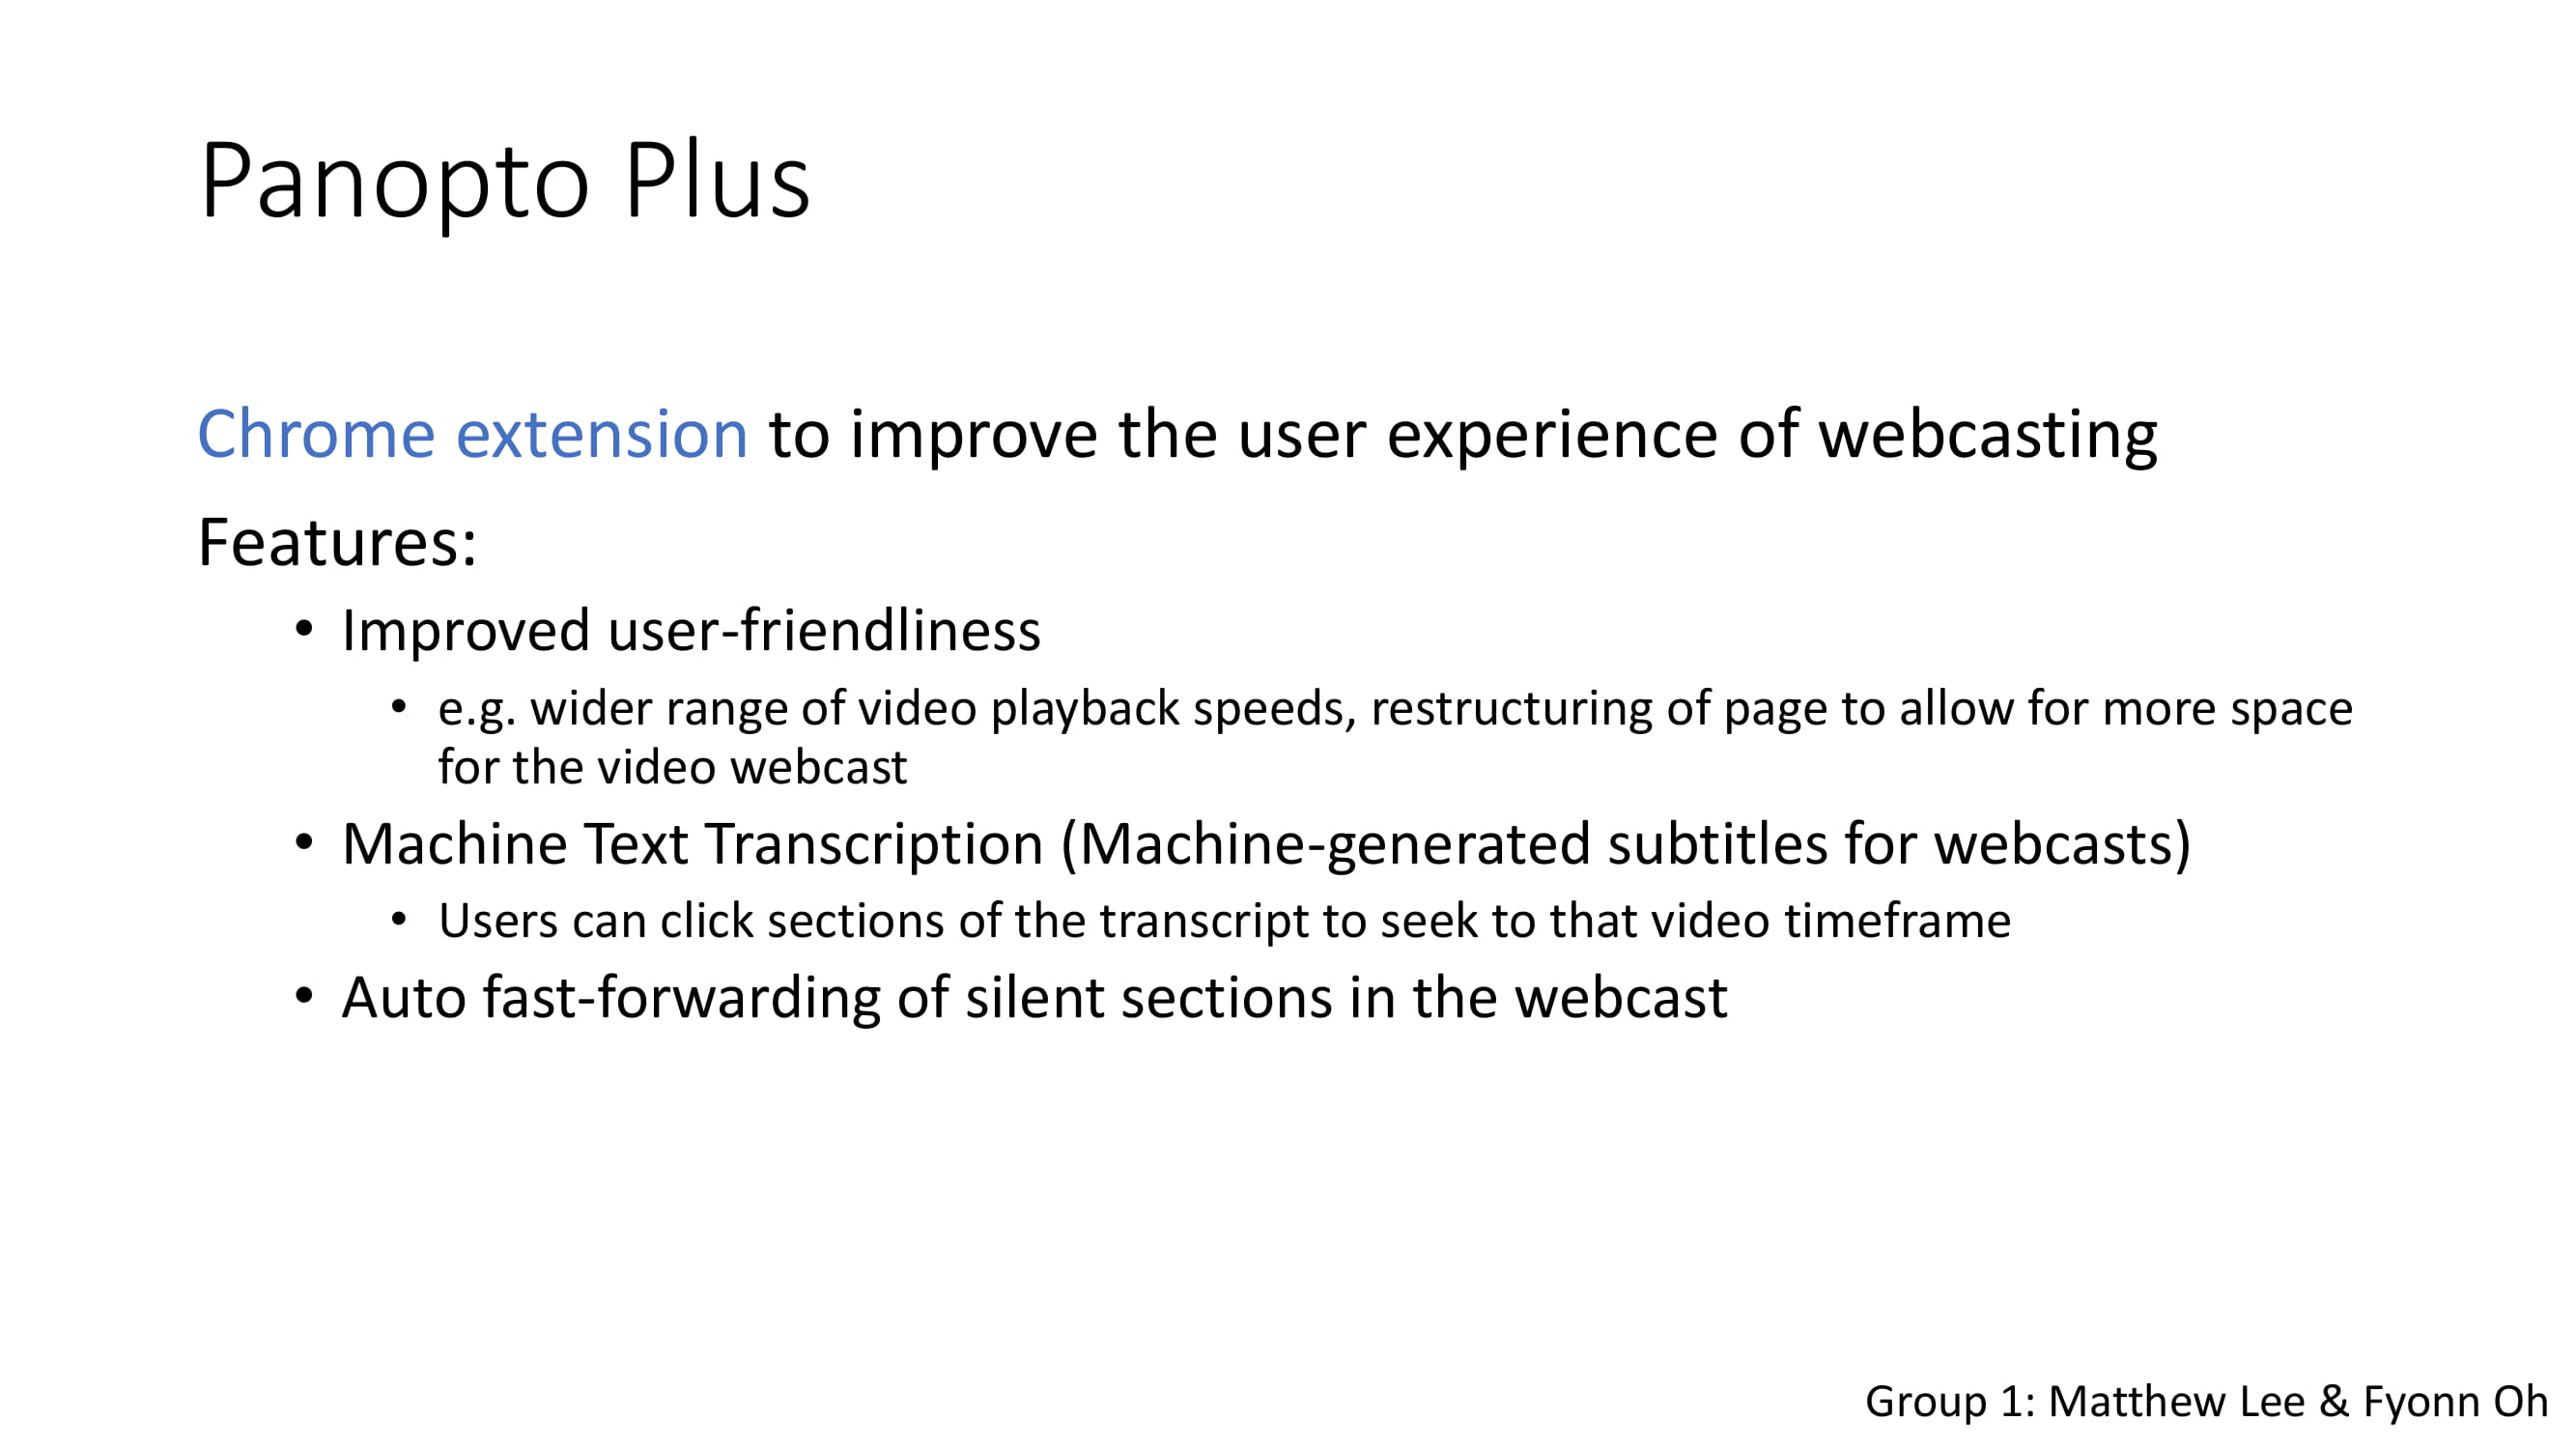 Panopto Plus
Chrome extension to improve the user experience of webcasting
Features:
• Improved user-friendliness
• e.g. wider range of video playback speeds, restructuring of page to allow for more space
for the video webcast
• Machine Text Transcription (Machine-generated subtitles for webcasts)
• Users can click sections of the transcript to seek to that video timeframe
• Auto fast-forwarding of silent sections in the webcast
Group 1: Matthew Lee & Fyonn Oh